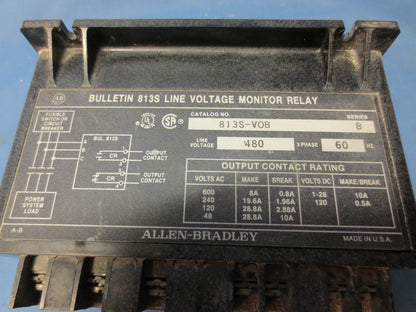 AB BULLETIN 813S LINE VOLTAGE MONITOR RELAY
FUSIBLE
SWITCH OR
CIRCUIT
BREAKER
BUL. 813S
OUTPUT
CONTACT
CR
OUTPUT
CONTACT
CR
POWER
SYSTEM
LOAD
A-B
UL SA
CATALOG NO. SERIES
813S-VOB B
LINE VOLTAGE 480 3 PHASE 60 HZ
OUTPUT CONTACT RATING
VOLTS AC MAKE BREAK VOLTS DC MAKE/BREAK
600 8A 0.8A 1-28 10A
240 19.6A 1.96A 120 0.5A
120 28.8A 2.88A
48 28.8A 10A
ALLEN-BRADLEY
MADE IN U.S.A.